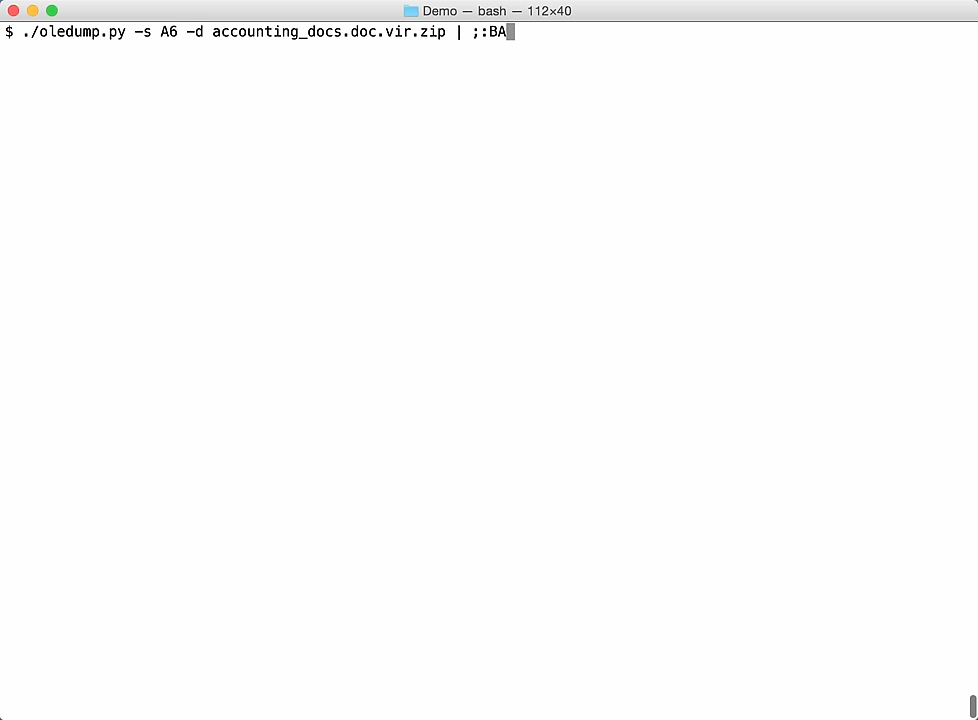 Demo — bash — 112×40
$ ./oledump.py -s A6 -d accounting_docs.doc.vir.zip | ;:BA